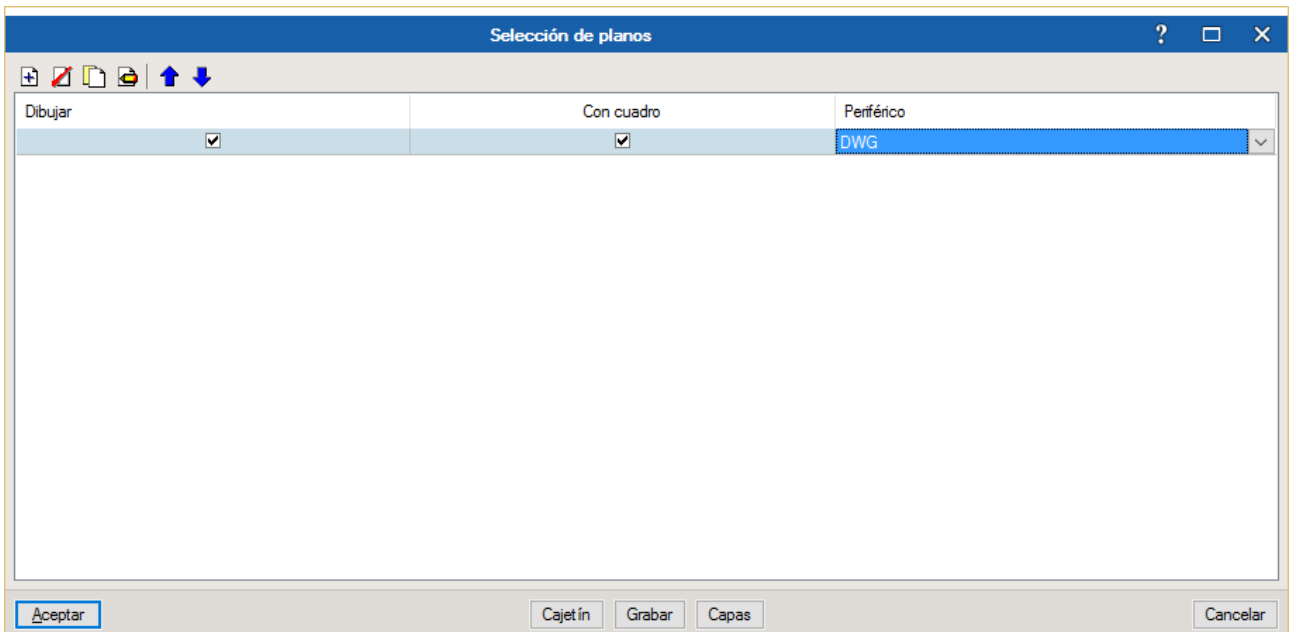 Selección de planos
Dibujar Con cuadro Periférico
DWG
Aceptar Cajetín Grabar Capas Cancelar